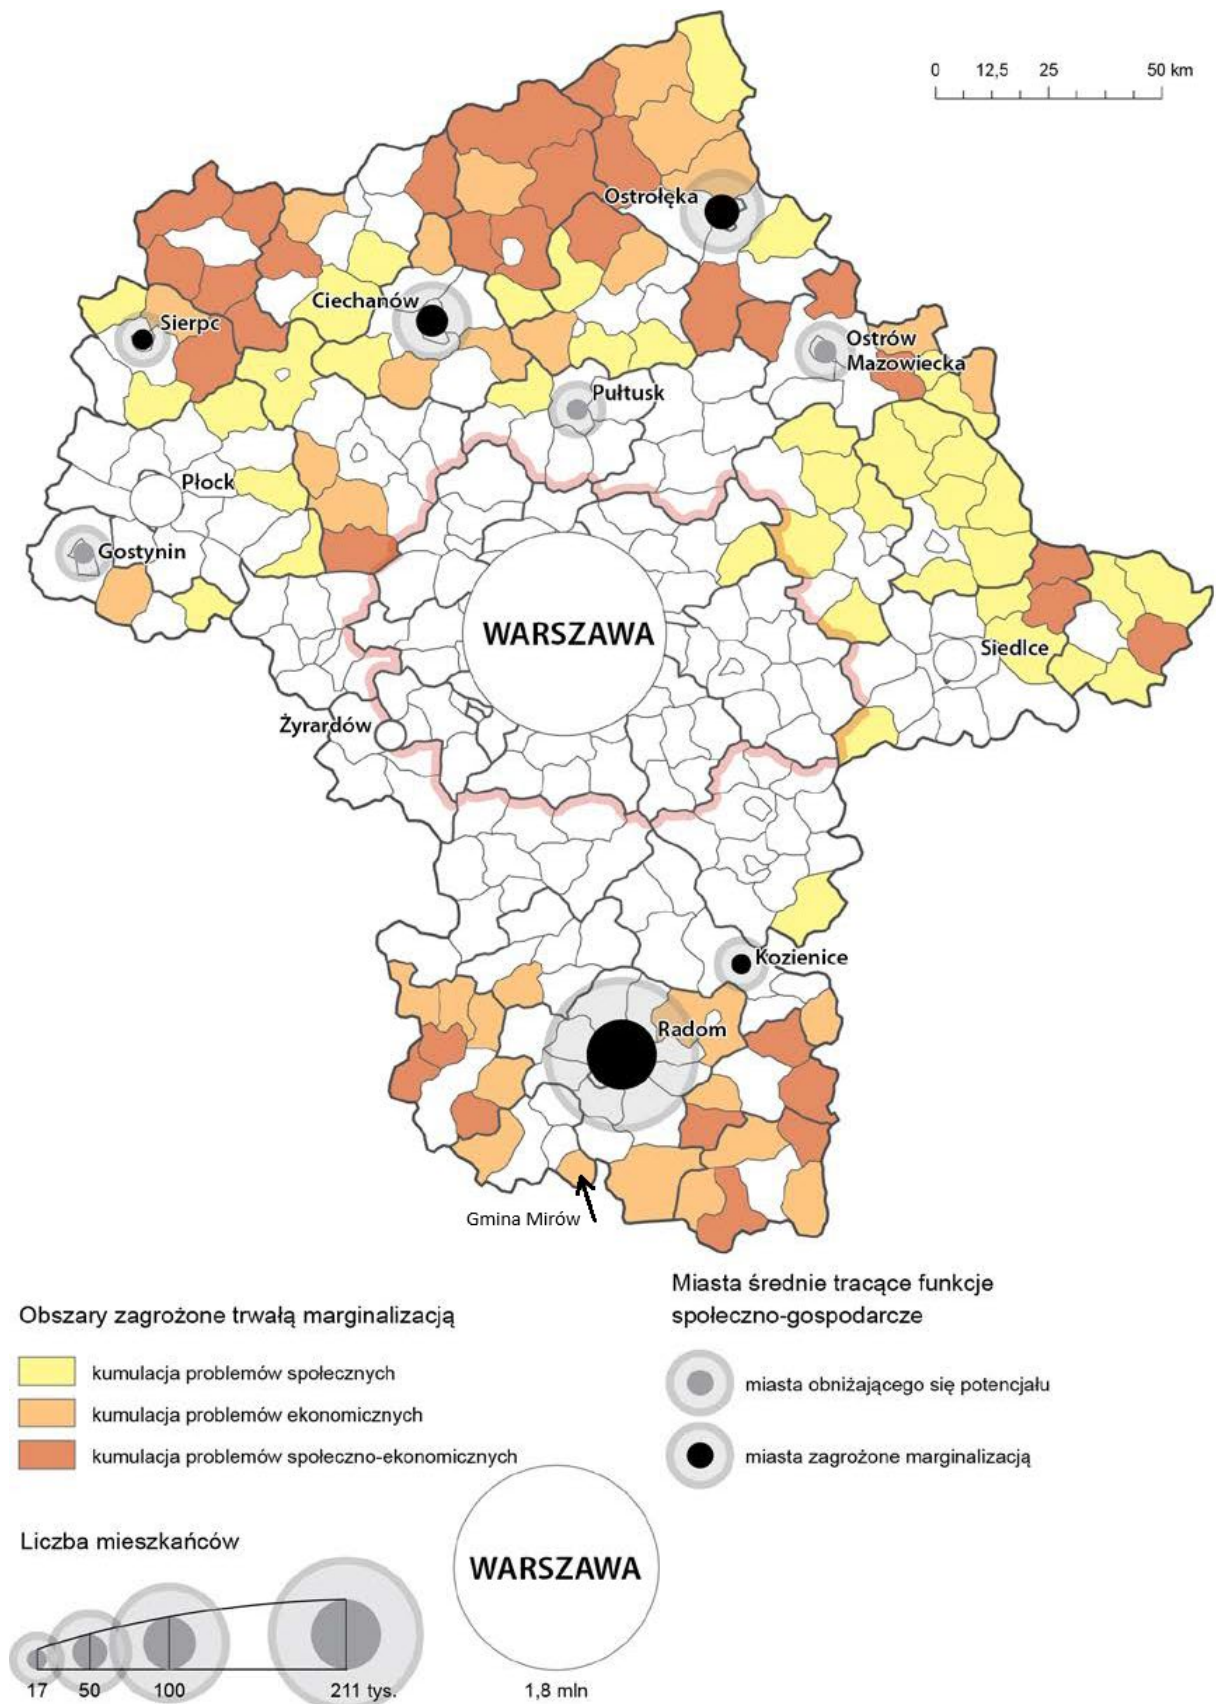 0 12,5 25 50 km
Ostrołęka
Ciechanów
Sierpc
Ostrów
Mazowiecka
Pułtusk
Płock
Gostynin
WARSZAWA
Siedlce
Żyrardów
Kozienice
Radom
Gmina Mirów
Obszary zagrożone trwałą marginalizacją
kumulacja problemów społecznych
kumulacja problemów ekonomicznych
kumulacja problemów społeczno-ekonomicznych
Miasta średnie tracące funkcje
społeczno-gospodarcze
miasta obniżającego się potencjału
miasta zagrożone marginalizacją
Liczba mieszkańców
17 50 100 211 tys.
WARSZAWA
1,8 mln